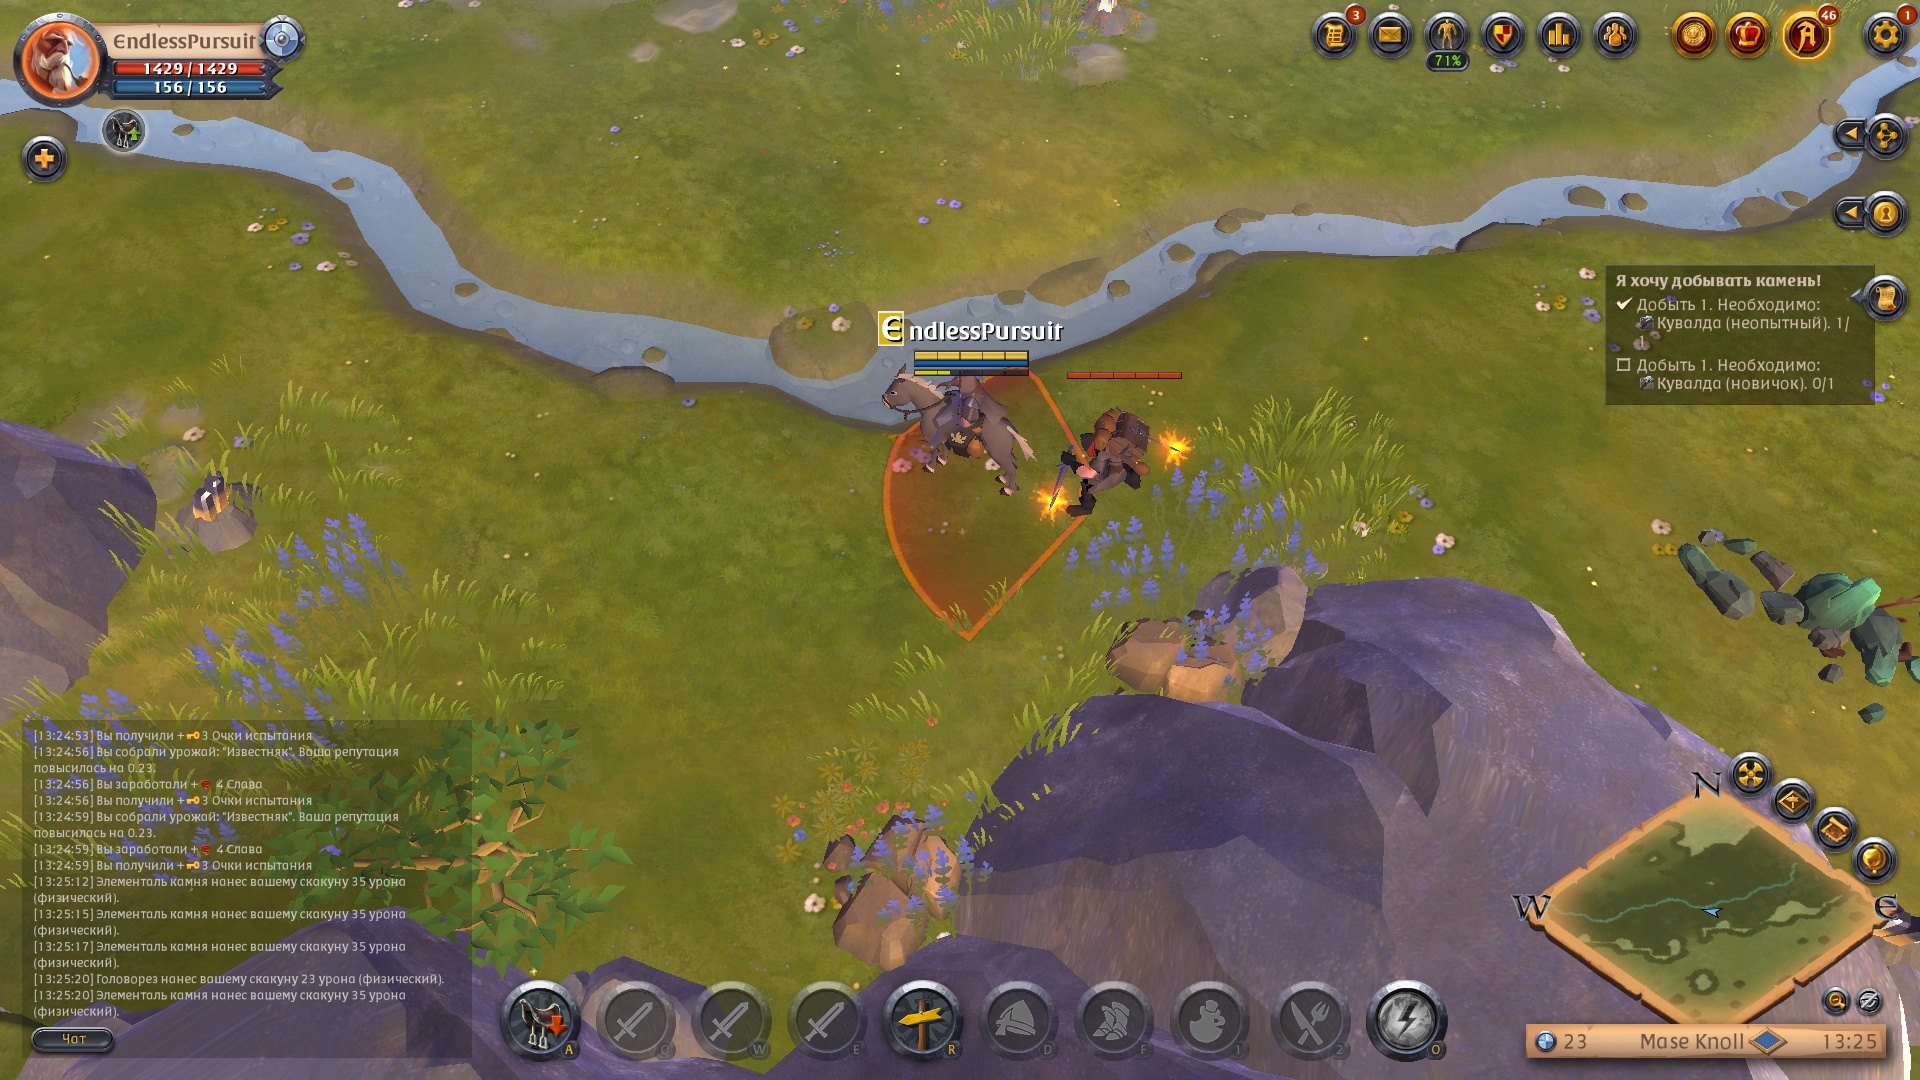 EndlessPursuit
1429 / 1429
156 / 156
3
71%
46
1
Я хочу добывать камень!
Добыть 1. Необходимо:
Кувалда (неопытный). 1/
1
Добыть 1. Необходимо:
Кувалда (новичок). 0/1
EndlessPursuit
[13:24:53] Вы получили + 3 Очки испытания
[13:24:56] Вы собрали урожай: "Известняк". Ваша репутация
повысилась на 0.23.
[13:24:56] Вы заработали + 4 Слава
[13:24:56] Вы получили + 3 Очки испытания
[13:24:59] Вы собрали урожай: "Известняк". Ваша репутация
повысилась на 0.23.
[13:24:59] Вы заработали + 4 Слава
[13:24:59] Вы получили + 3 Очки испытания
[13:25:12] Элементаль камня нанес вашему скакуну 35 урона
(физический).
[13:25:15] Элементаль камня нанес вашему скакуну 35 урона
(физический).
[13:25:17] Элементаль камня нанес вашему скакуну 35 урона
(физический).
[13:25:20] Головорез нанес вашему скакуну 23 урона (физический).
[13:25:20] Элементаль камня нанес вашему скакуну 35 урона
(физический).
Чат
A
Q
W
E
R
D
F
1
2
O
N
W
E
23 Mase Knoll 13:25